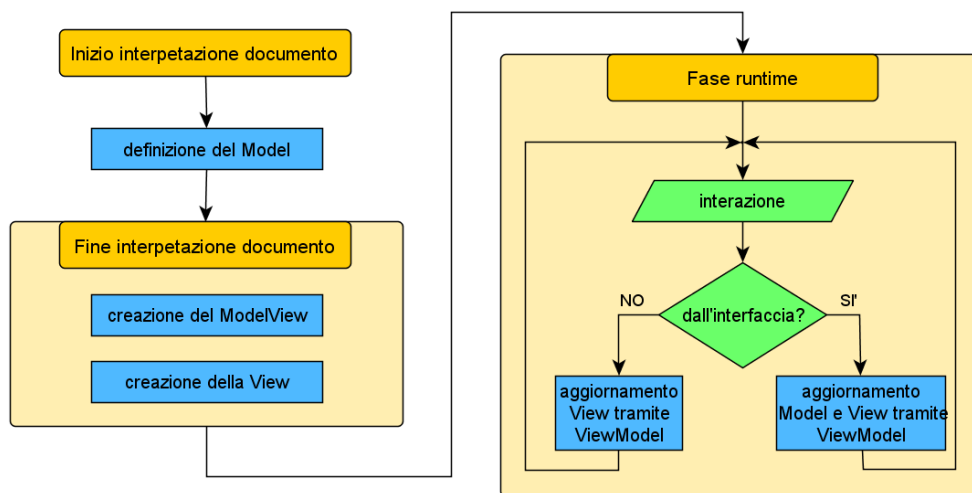 Inizio interpetazione documento
definizione del Model
Fine interpetazione documento
creazione del ModelView
creazione della View
Fase runtime
interazione
dall'interfaccia?
NO
SI'
aggiornamento
View tramite
ViewModel
aggiornamento
Model e View tramite
ViewModel